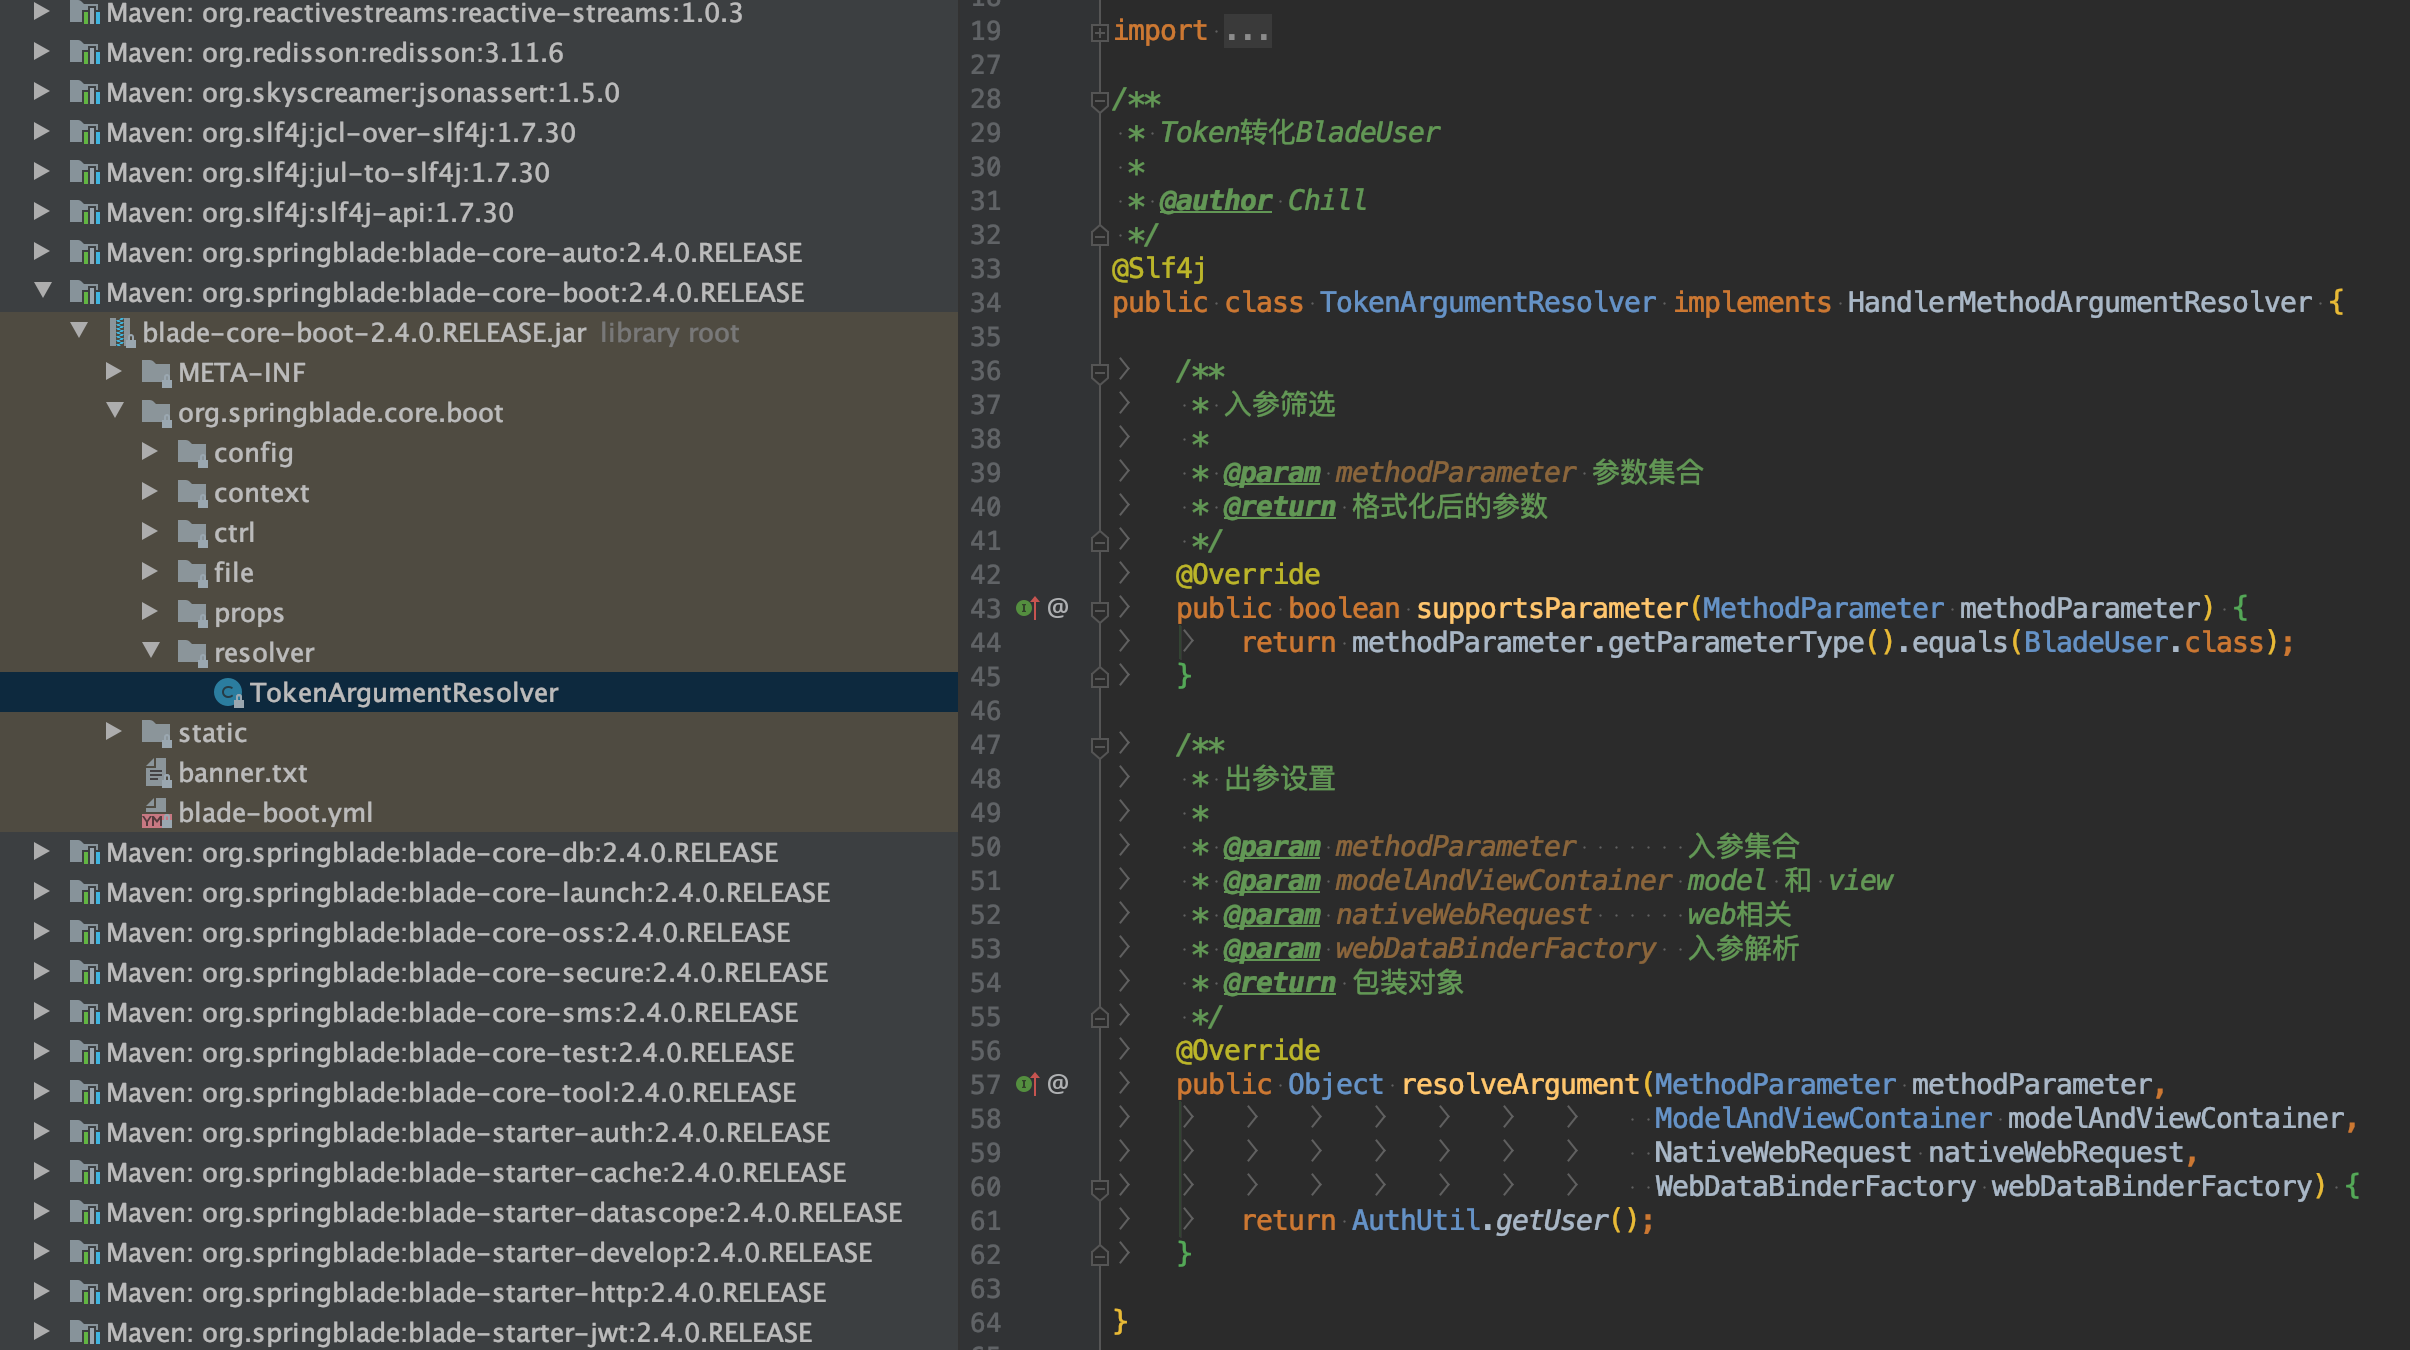 Maven: org.reactivestreams:reactive-streams:1.0.3
Maven: org.redisson:redisson:3.11.6
Maven: org.skyscreamer:jsonassert:1.5.0
Maven: org.slf4j:jcl-over-slf4j:1.7.30
Maven: org.slf4j:jul-to-slf4j:1.7.30
Maven: org.slf4j:slf4j-api:1.7.30
Maven: org.springblade:blade-core-auto:2.4.0.RELEASE
Maven: org.springblade:blade-core-boot:2.4.0.RELEASE
blade-core-boot-2.4.0.RELEASE.jar library root
META-INF
org.springblade.core.boot
config
context
ctrl
file
props
resolver
TokenArgumentResolver
static
banner.txt
blade-boot.yml
Maven: org.springblade:blade-core-db:2.4.0.RELEASE
Maven: org.springblade:blade-core-launch:2.4.0.RELEASE
Maven: org.springblade:blade-core-oss:2.4.0.RELEASE
Maven: org.springblade:blade-core-secure:2.4.0.RELEASE
Maven: org.springblade:blade-core-sms:2.4.0.RELEASE
Maven: org.springblade:blade-core-test:2.4.0.RELEASE
Maven: org.springblade:blade-core-tool:2.4.0.RELEASE
Maven: org.springblade:blade-starter-auth:2.4.0.RELEASE
Maven: org.springblade:blade-starter-cache:2.4.0.RELEASE
Maven: org.springblade:blade-starter-datascope:2.4.0.RELEASE
Maven: org.springblade:blade-starter-develop:2.4.0.RELEASE
Maven: org.springblade:blade-starter-http:2.4.0.RELEASE
Maven: org.springblade:blade-starter-jwt:2.4.0.RELEASE
19 import ...
27
28 /**
29 * Token转化BladeUser
30 *
31 * @author Chill
32 */
33 @Slf4j
34 public class TokenArgumentResolver implements HandlerMethodArgumentResolver {
35
36 /**
37 * 入参筛选
38 *
39 * @param methodParameter 参数集合
40 * @return 格式化后的参数
41 */
42 @Override
43 public boolean supportsParameter(MethodParameter methodParameter) {
44 return methodParameter.getParameterType().equals(BladeUser.class);
45 }
46
47 /**
48 * 出参设置
49 *
50 * @param methodParameter 入参集合
51 * @param modelAndViewContainer model 和 view
52 * @param nativeWebRequest web相关
53 * @param webDataBinderFactory 入参解析
54 * @return 包装对象
55 */
56 @Override
57 public Object resolveArgument(MethodParameter methodParameter,
58 ModelAndViewContainer modelAndViewContainer,
59 NativeWebRequest nativeWebRequest,
60 WebDataBinderFactory webDataBinderFactory) {
61 return AuthUtil.getUser();
62 }
63
64 }